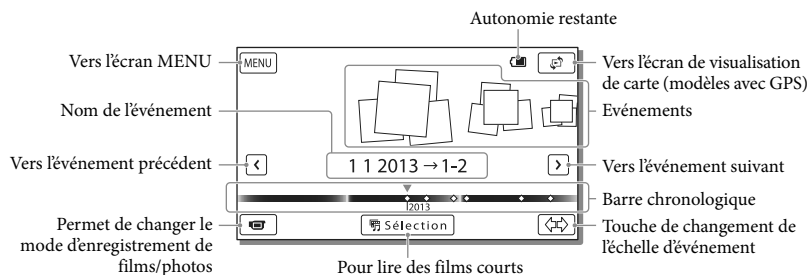 Autonomie restante
Vers l'écran MENU
MENU
Vers l'écran de visualisation
de carte (modèles avec GPS)
Nom de l'événement
Evénements
Vers l'événement précédent
1 1 2013 →1-2
Vers l'événement suivant
Barre chronologique
2013
Permet de changer le
mode d'enregistrement de
films/photos
Sélection
Touche de changement de
l'échelle d'événement
Pour lire des films courts